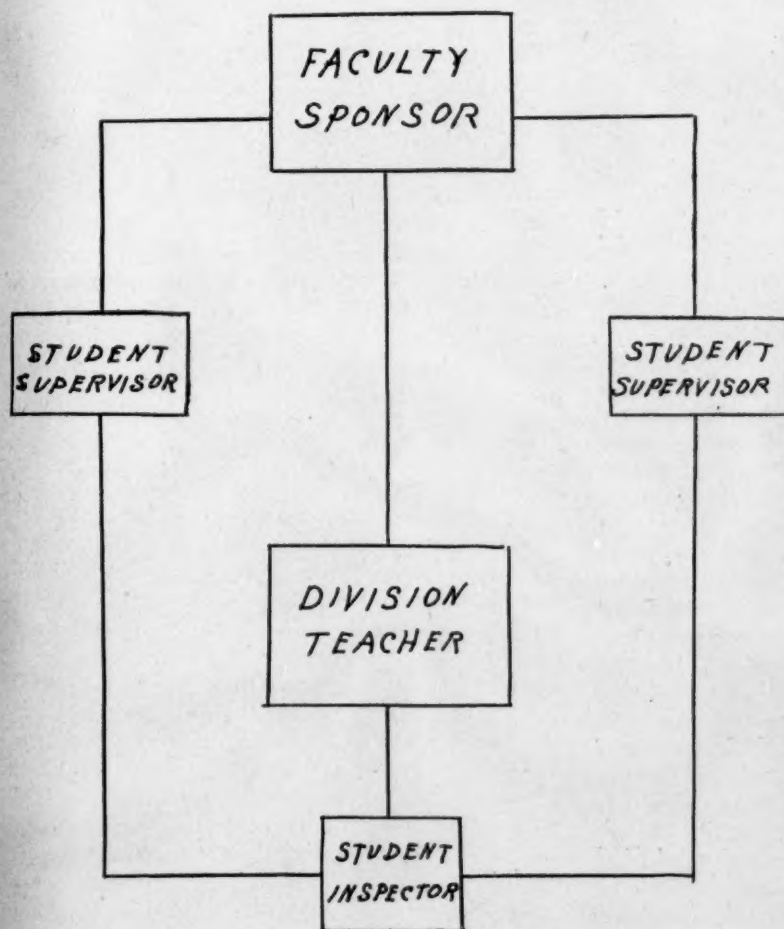 FACULTY
SPONSOR
STUDENT
SUPERVISOR
STUDENT
SUPERVISOR
DIVISION
TEACHER
STUDENT
INSPECTOR